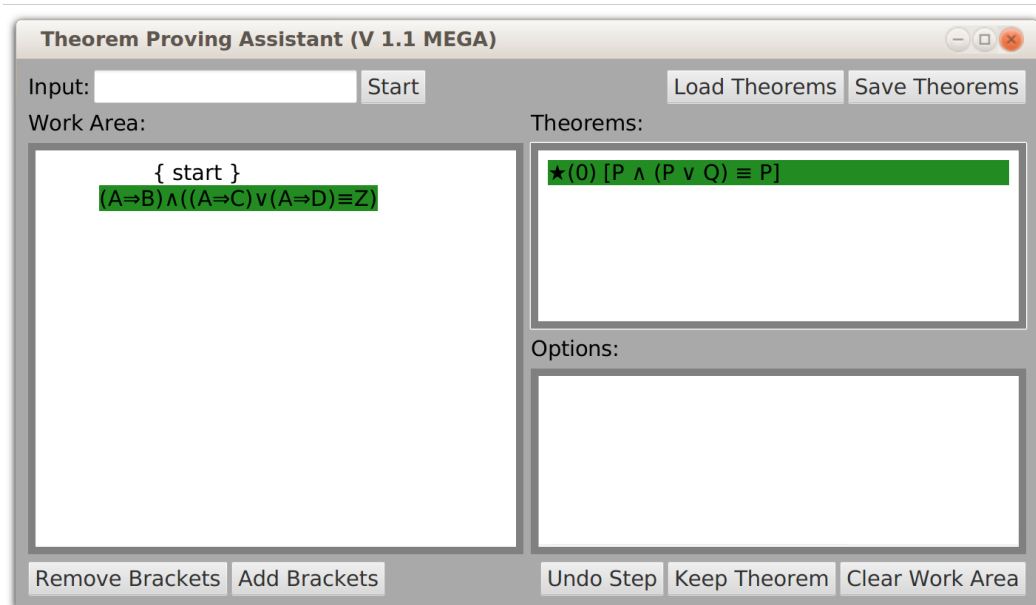 Theorem Proving Assistant (V 1.1 MEGA)
Input: Start Load Theorems Save Theorems
Work Area:
{ start }
(A⇒B)∧((A⇒C)∨(A⇒D)≡Z)
Theorems:
★(0) [P ∧ (P ∨ Q) ≡ P]
Options:
Remove Brackets Add Brackets Undo Step Keep Theorem Clear Work Area